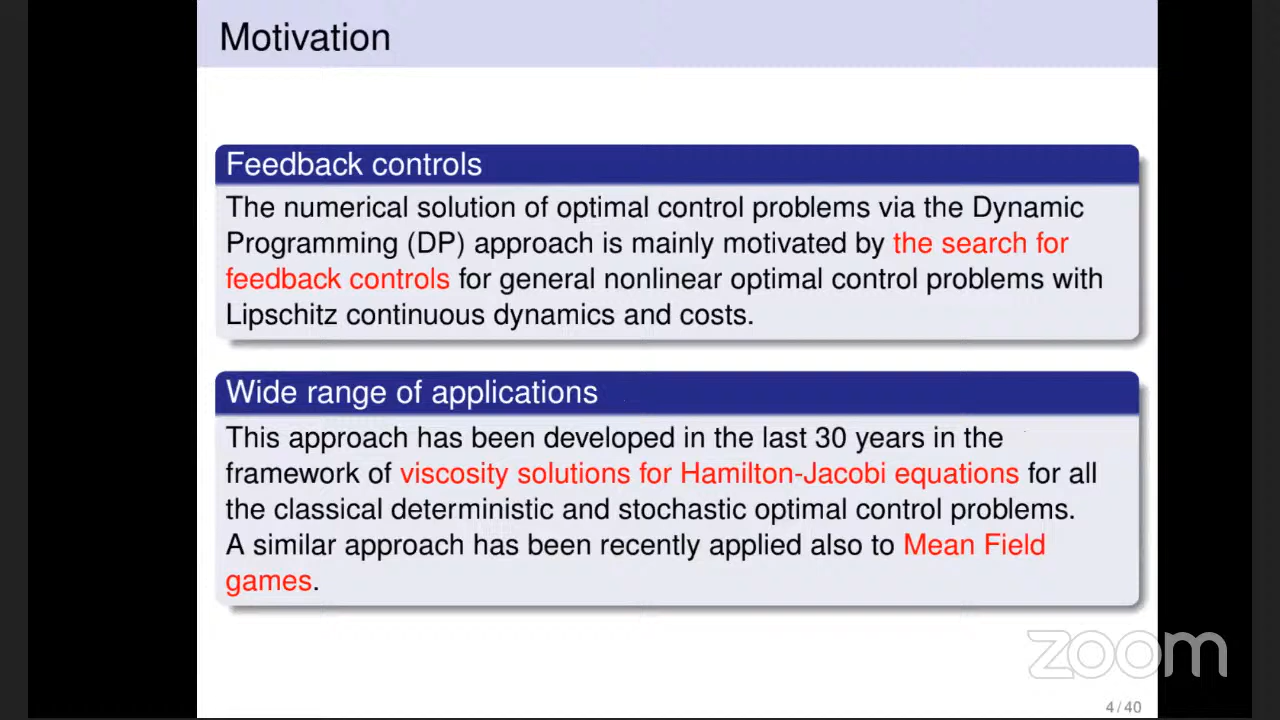 Motivation
Feedback controls
The numerical solution of optimal control problems via the Dynamic
Programming (DP) approach is mainly motivated by the search for
feedback controls for general nonlinear optimal control problems with
Lipschitz continuous dynamics and costs.
Wide range of applications
This approach has been developed in the last 30 years in the
framework of viscosity solutions for Hamilton-Jacobi equations for all
the classical deterministic and stochastic optimal control problems.
A similar approach has been recently applied also to Mean Field
games.
zoom
4/40